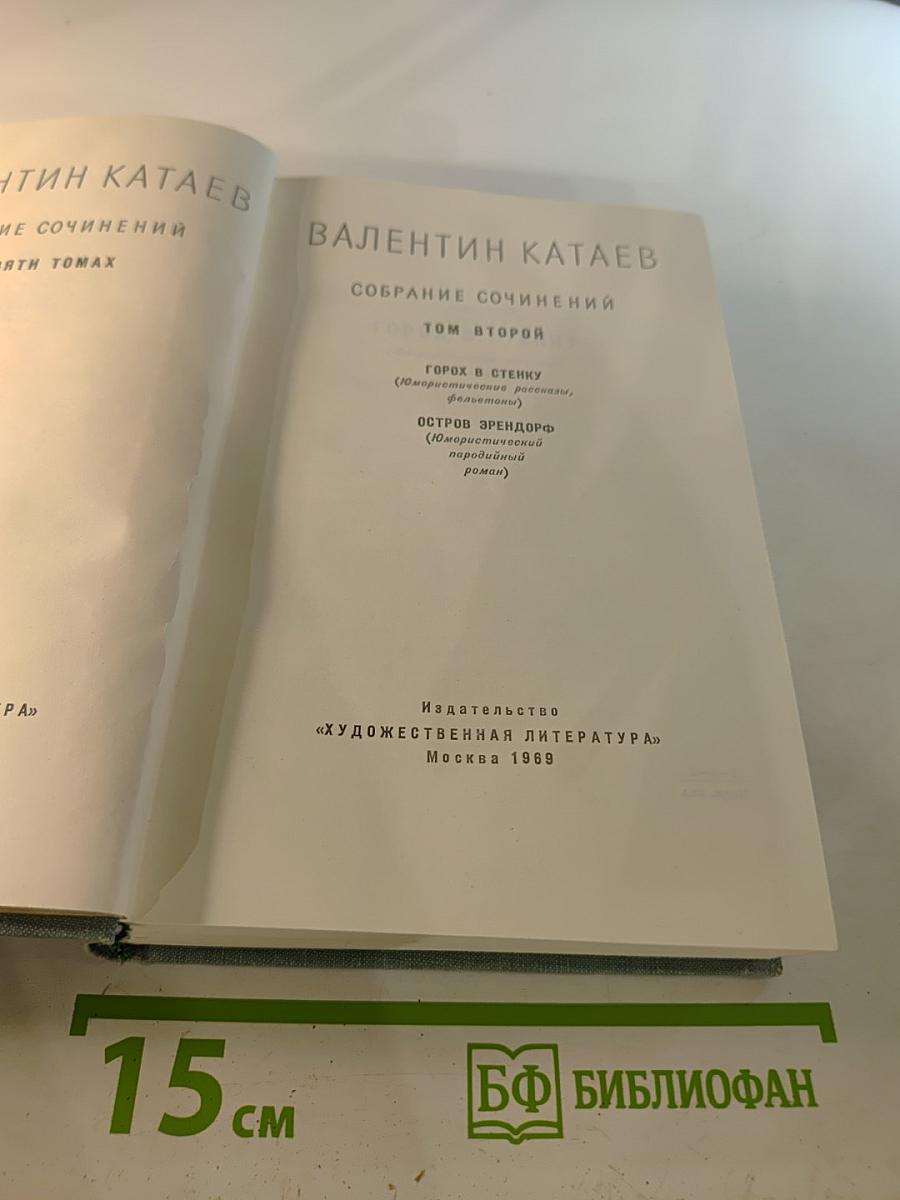 НТИН КАТАЕВ
ИЕ СОЧИНЕНИЙ
ВЯТИ ТОМАХ
РА»
ВАЛЕНТИН КАТАЕВ
СОБРАНИЕ СОЧИНЕНИЙ
ТОМ ВТОРОЙ
ГОРОХ В СТЕНКУ
(Юмористические рассказы,
фельетоны)
ОСТРОВ ЭРЕНДОРФ
(Юмористический
пародийный
роман)
Издательство
«ХУДОЖЕСТВЕННАЯ ЛИТЕРАТУРА»
Москва 1969
15 см
БФ БИБЛИОФАН